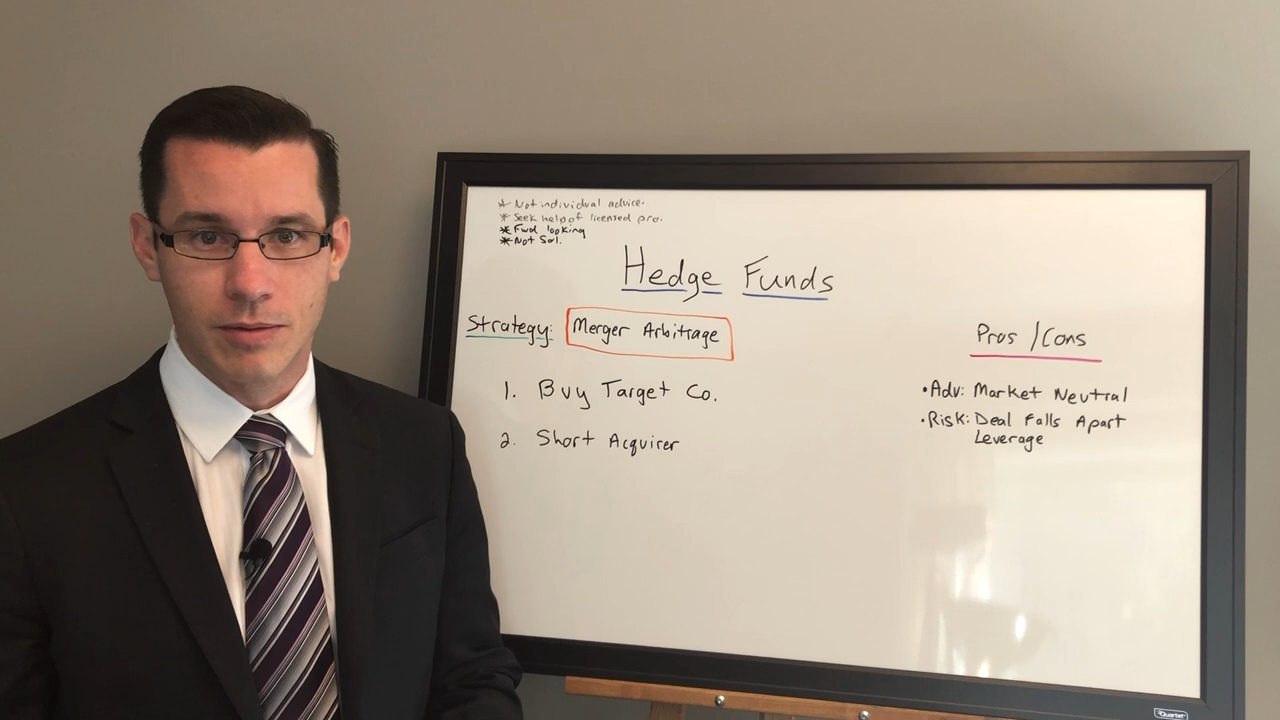 * Not individual advice.
* Seek help of licensed pro.
* Fwd looking
* Not Sol.
Hedge Funds
Strategy: Merger Arbitrage
1. Buy Target Co.
2. Short Acquirer
Pros / Cons
• Adv: Market Neutral
• Risk: Deal Falls Apart
Leverage
Quartet